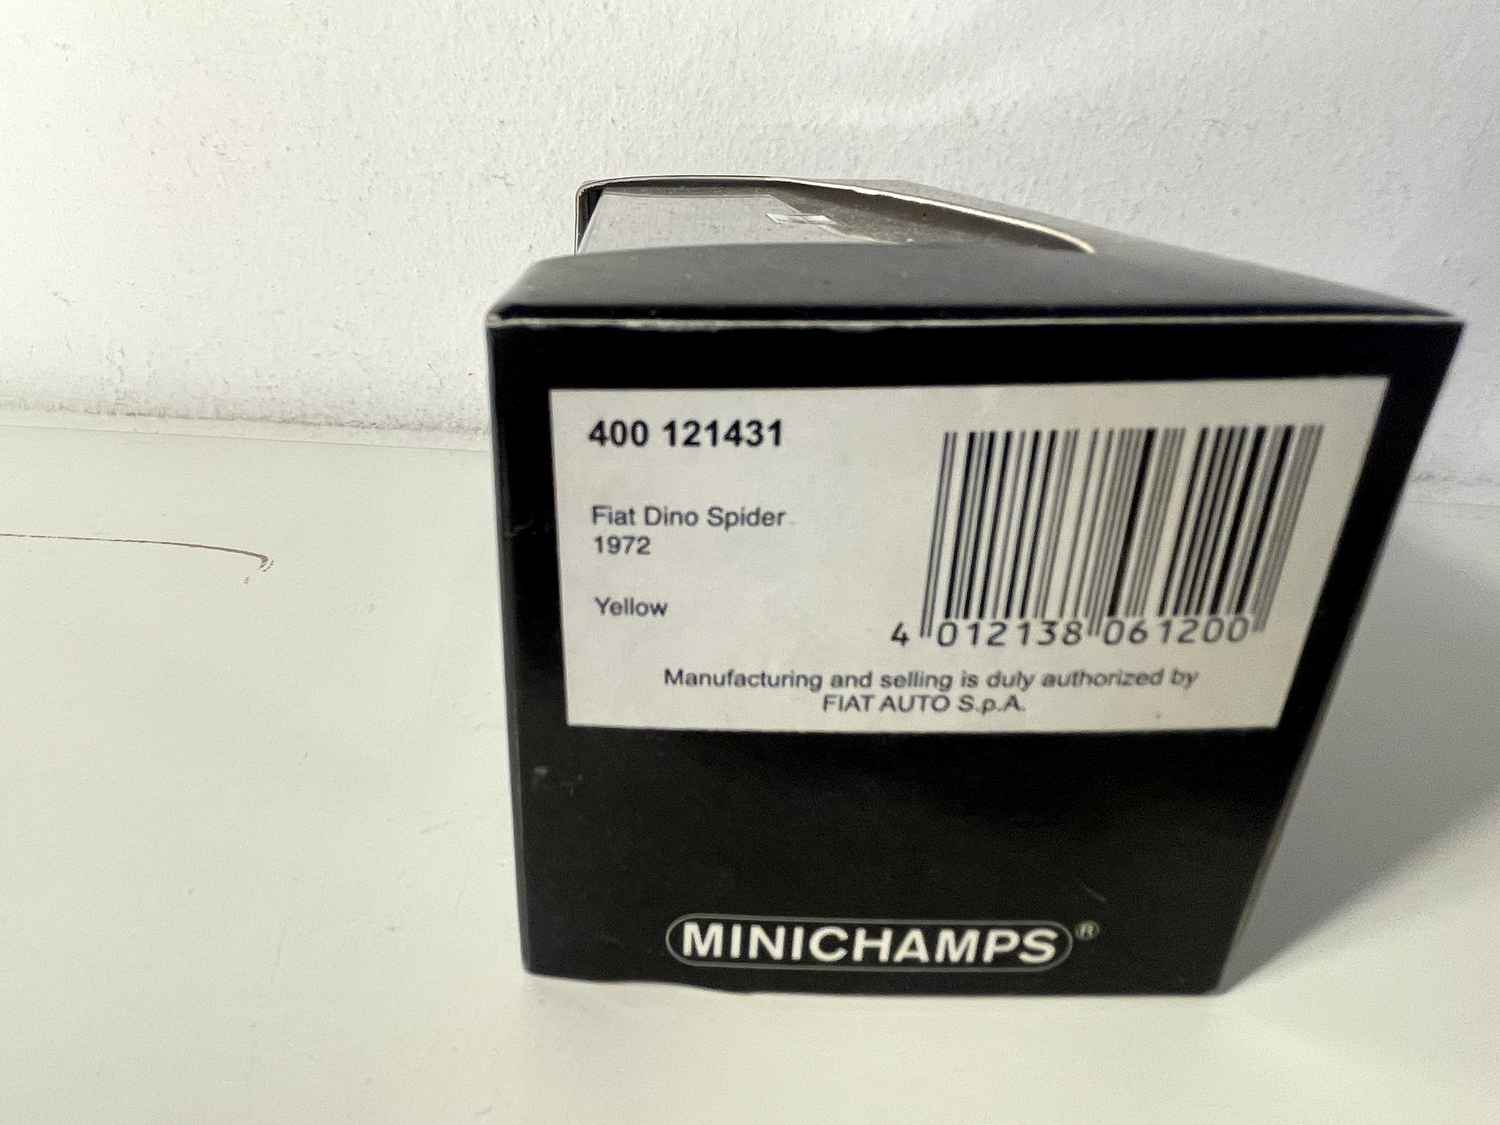 400 121431
Fiat Dino Spider
1972
Yellow
4 012138 061200
Manufacturing and selling is duly authorized by
FIAT AUTO S.p.A.
MINICHAMPS®